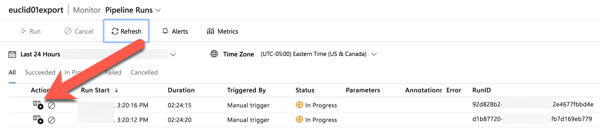 euclid01export | Monitor Pipeline Runs
Run Cancel Refresh Alerts Metrics
Last 24 Hours Time Zone (UTC-05:00) Eastern Time (US & Canada)
All Succeeded In Failed Cancelled
Run Start ↓ Duration Triggered By Status Parameters Annotations Error RunID
, 3:20:16 PM 02:24:15 Manual trigger In Progress 92d828b2- 2e4677fbbd4e
, 3:20:12 PM 02:24:20 Manual trigger In Progress d1b87720- fb7d169eb779